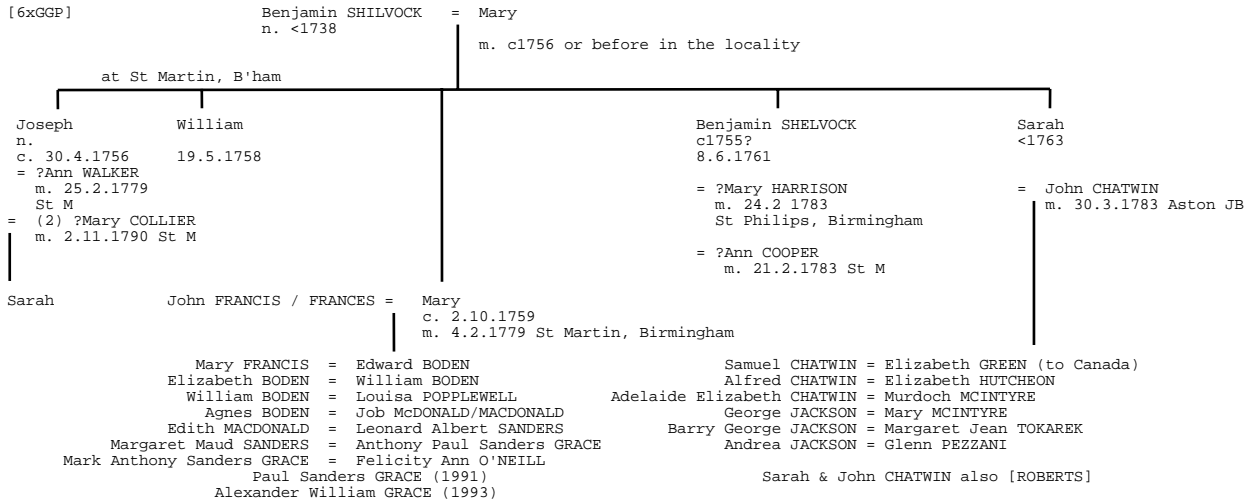 [6xGGP] Benjamin SHILVOCK = Mary
n. <1738
m. c1756 or before in the locality
at St Martin, B'ham
Joseph William Benjamin SHELVOCK Sarah
n. c1755? <1763
c. 30.4.1756 19.5.1758 8.6.1761
= ?Ann WALKER
m. 25.2.1779
St M
= (2) ?Mary COLLIER
m. 2.11.1790 St M
= ?Mary HARRISON = John CHATWIN
m. 24.2 1783 m. 30.3.1783 Aston JB
St Philips, Birmingham
= ?Ann COOPER
m. 21.2.1783 St M
Sarah John FRANCIS / FRANCES = Mary
c. 2.10.1759
m. 4.2.1779 St Martin, Birmingham
Mary FRANCIS = Edward BODEN
Elizabeth BODEN = William BODEN
William BODEN = Louisa POPPLEWELL
Agnes BODEN = Job McDONALD/MACDONALD
Edith MACDONALD = Leonard Albert SANDERS
Margaret Maud SANDERS = Anthony Paul Sanders GRACE
Mark Anthony Sanders GRACE = Felicity Ann O'NEILL
Paul Sanders GRACE (1991)
Alexander William GRACE (1993)
Samuel CHATWIN = Elizabeth GREEN (to Canada)
Alfred CHATWIN = Elizabeth HUTCHEON
Adelaide Elizabeth CHATWIN = Murdoch MCINTYRE
George JACKSON = Mary MCINTYRE
Barry George JACKSON = Margaret Jean TOKAREK
Andrea JACKSON = Glenn PEZZANI
Sarah & John CHATWIN also [ROBERTS]